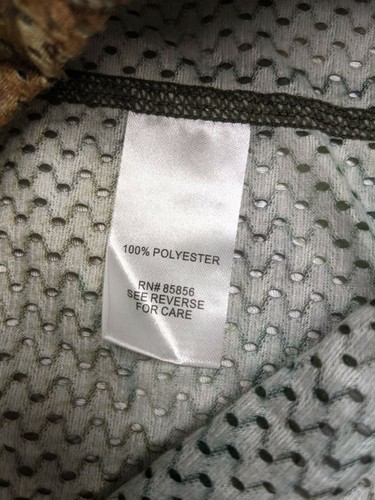 100% POLYESTER
RN# 85856
SEE REVERSE
FOR CARE